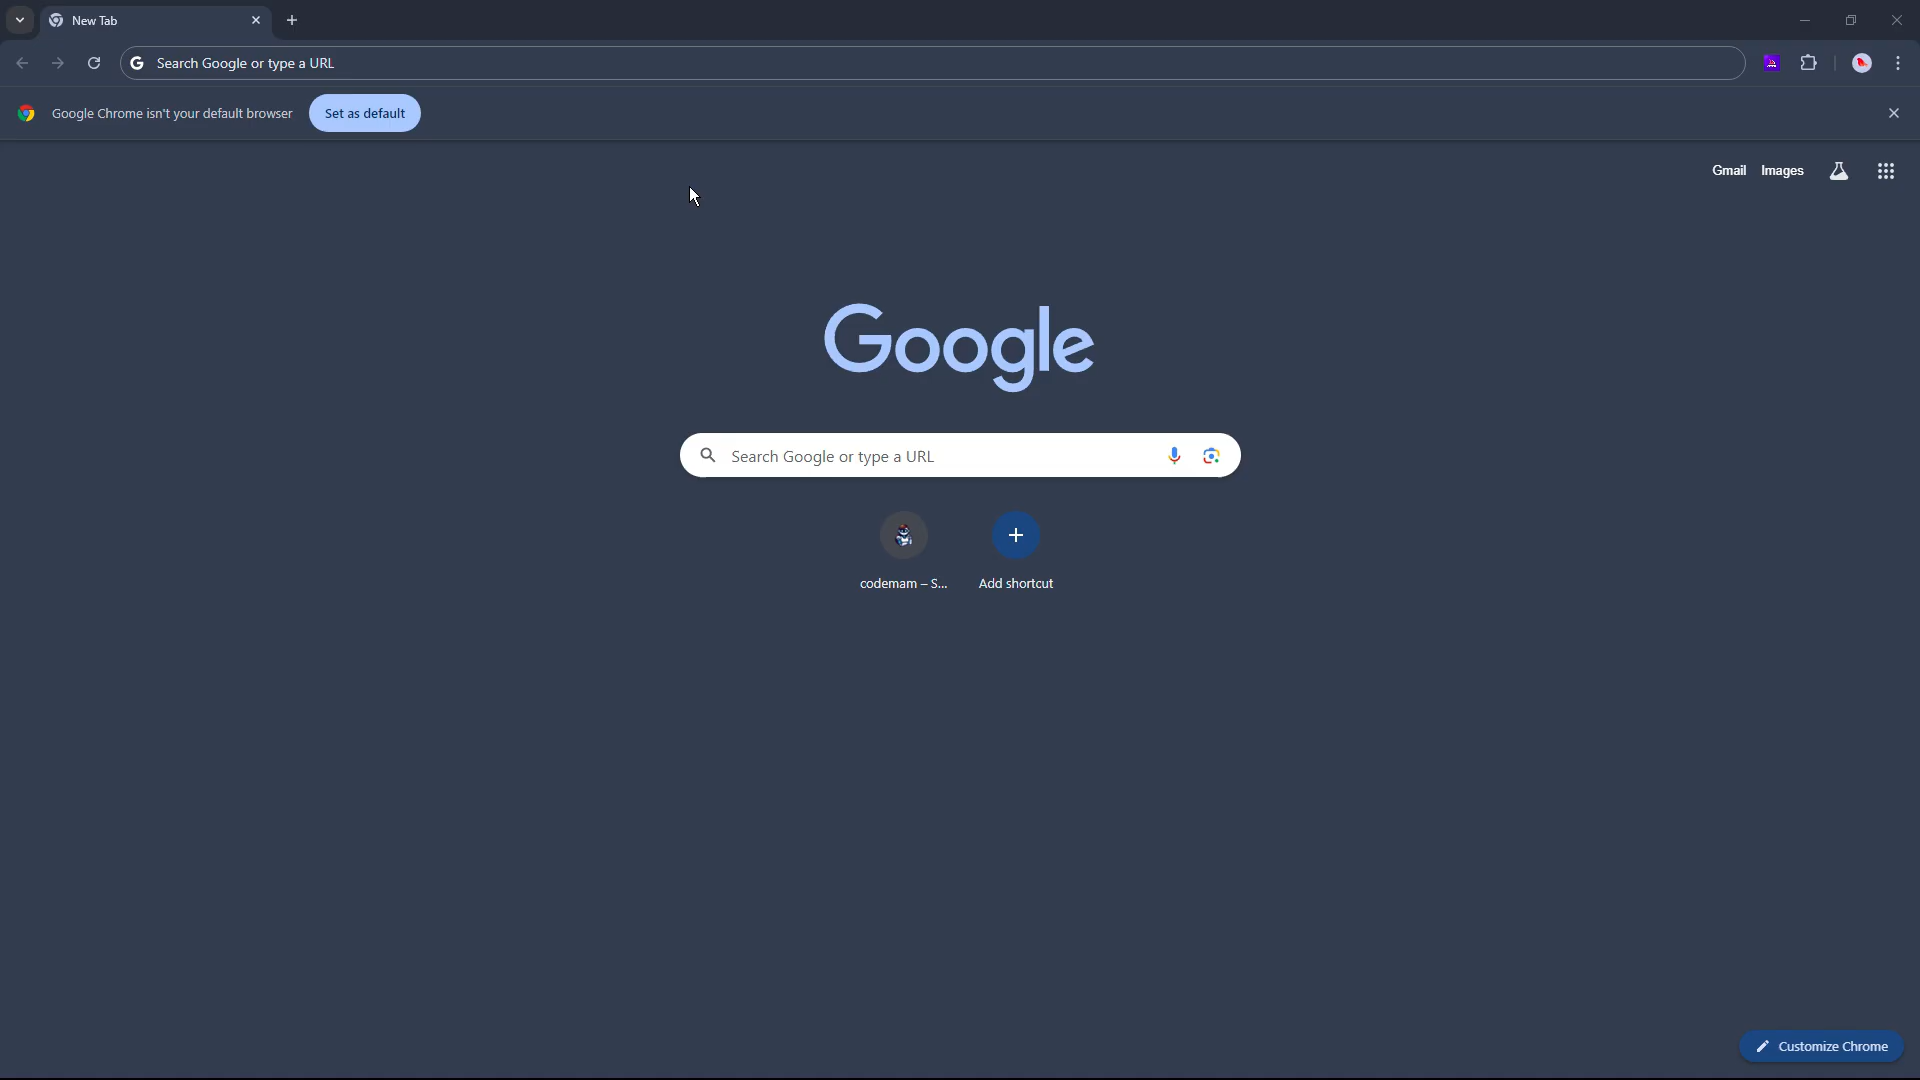 New Tab
Search Google or type a URL
Google Chrome isn't your default browser
Set as default
Gmail
Images
Google
Search Google or type a URL
codemam – S...
Add shortcut
Customize Chrome